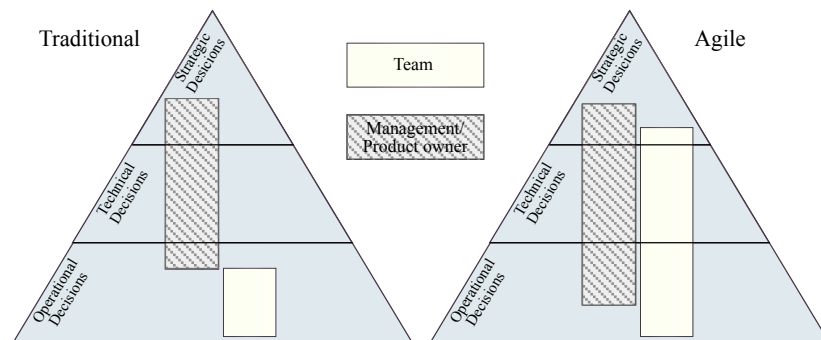 Traditional
Strategic
Desicions
Technical
Decisions
Operational
Decisions
Team
Management/
Product owner
Agile
Strategic
Desicions
Technical
Decisions
Operational
Decisions